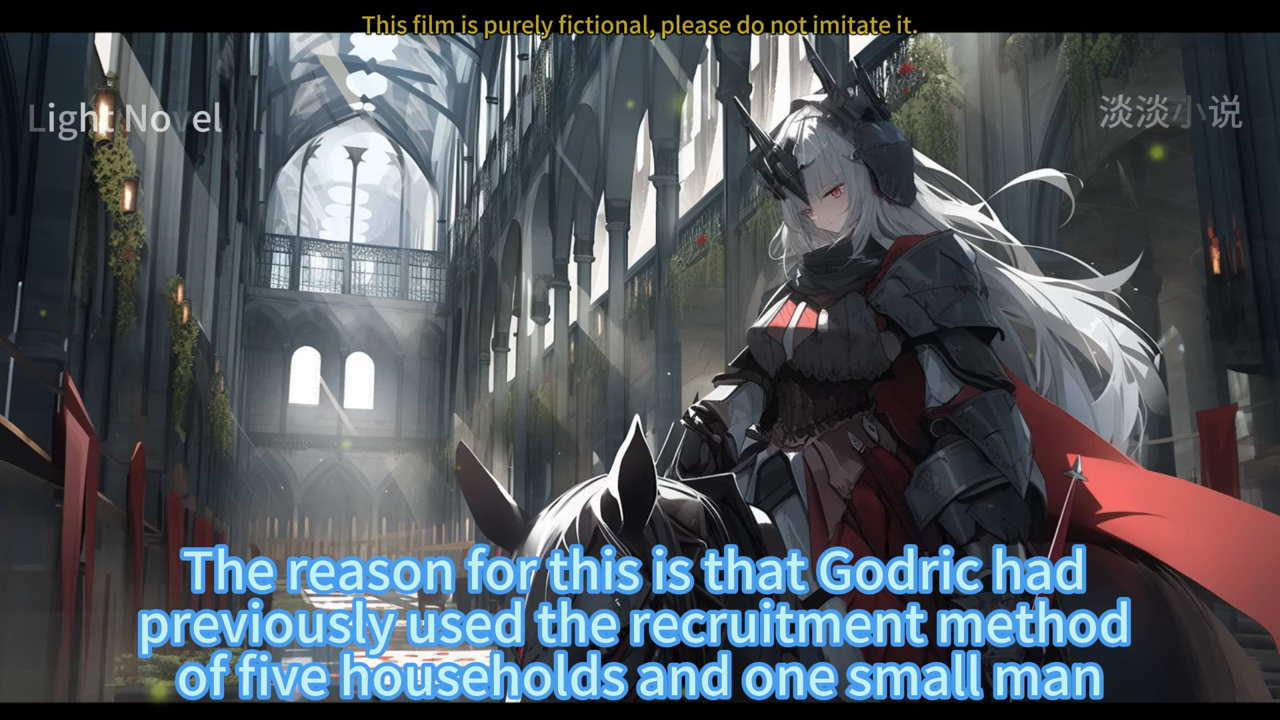 This film is purely fictional, please do not imitate it.
Light Novel
淡淡小说
The reason for this is that Godric had
previously used the recruitment method
of five households and one small man